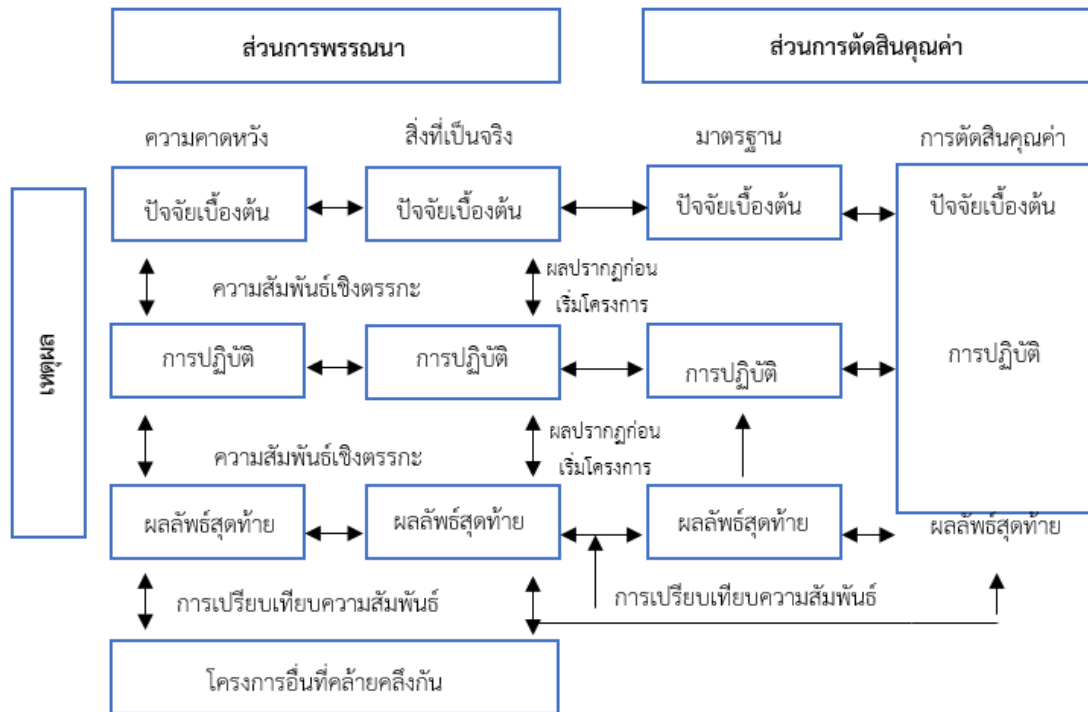 ส่วนการพรรณนา
ส่วนการตัดสินคุณค่า
ความคาดหวัง
สิ่งที่เป็นจริง
มาตรฐาน
การตัดสินคุณค่า
ปัจจัยเบื้องต้น
ปัจจัยเบื้องต้น
ปัจจัยเบื้องต้น
ปัจจัยเบื้องต้น
เหตุผล
ความสัมพันธ์เชิงตรรกะ
ผลปรากฏก่อน
เริ่มโครงการ
การปฏิบัติ
การปฏิบัติ
การปฏิบัติ
การปฏิบัติ
ความสัมพันธ์เชิงตรรกะ
ผลปรากฏก่อน
เริ่มโครงการ
ผลลัพธ์สุดท้าย
ผลลัพธ์สุดท้าย
ผลลัพธ์สุดท้าย
ผลลัพธ์สุดท้าย
การเปรียบเทียบความสัมพันธ์
การเปรียบเทียบความสัมพันธ์
โครงการอื่นที่คล้ายคลึงกัน